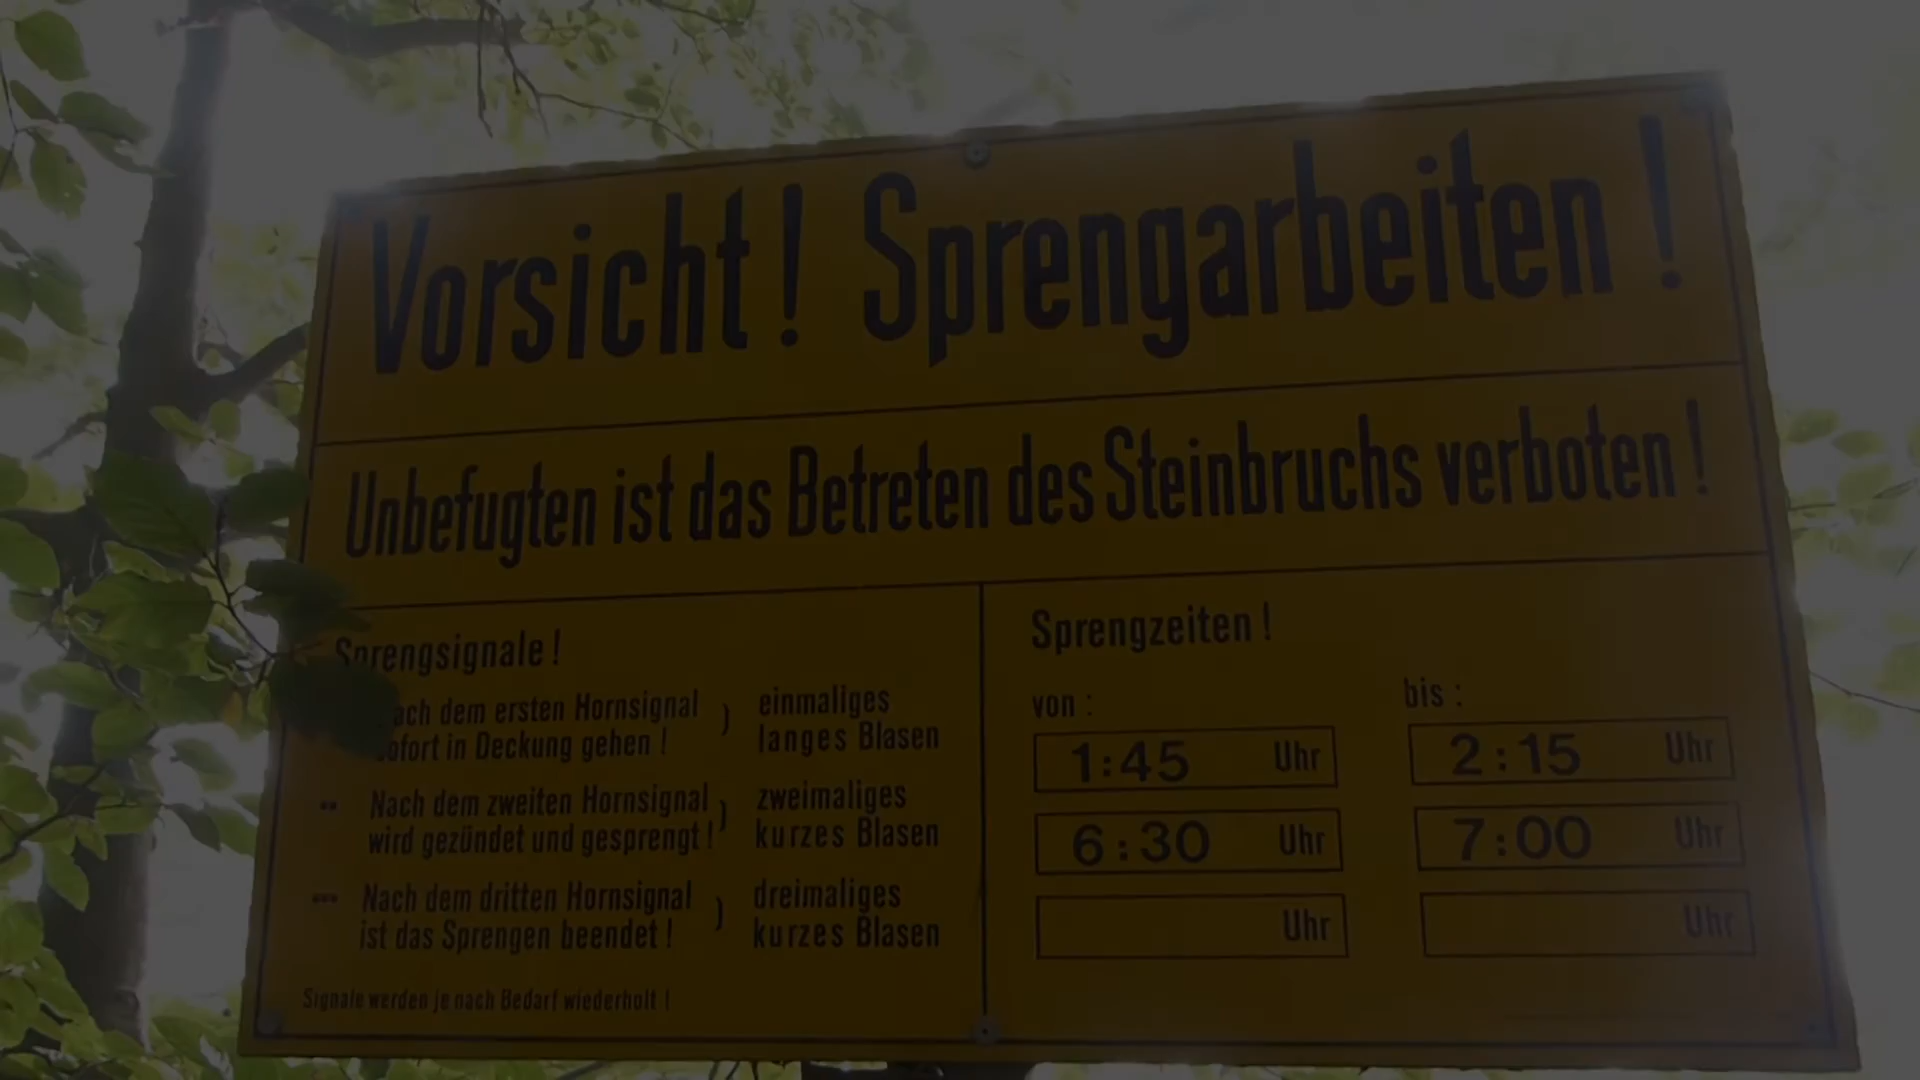 Vorsicht! Sprengarbeiten!
Unbefugten ist das Betreten des Steinbruchs verboten!
Sprengsignale!
ach dem ersten Hornsignal ) einmaliges
ofort in Deckung gehen! langes Blasen
•• Nach dem zweiten Hornsignal ) zweimaliges
wird gezündet und gesprengt! kurzes Blasen
••• Nach dem dritten Hornsignal ) dreimaliges
ist das Sprengen beendet! kurzes Blasen
Signale werden je nach Bedarf wiederholt!
Sprengzeiten!
von: bis:
1:45 Uhr 2:15 Uhr
6:30 Uhr 7:00 Uhr
Uhr Uhr